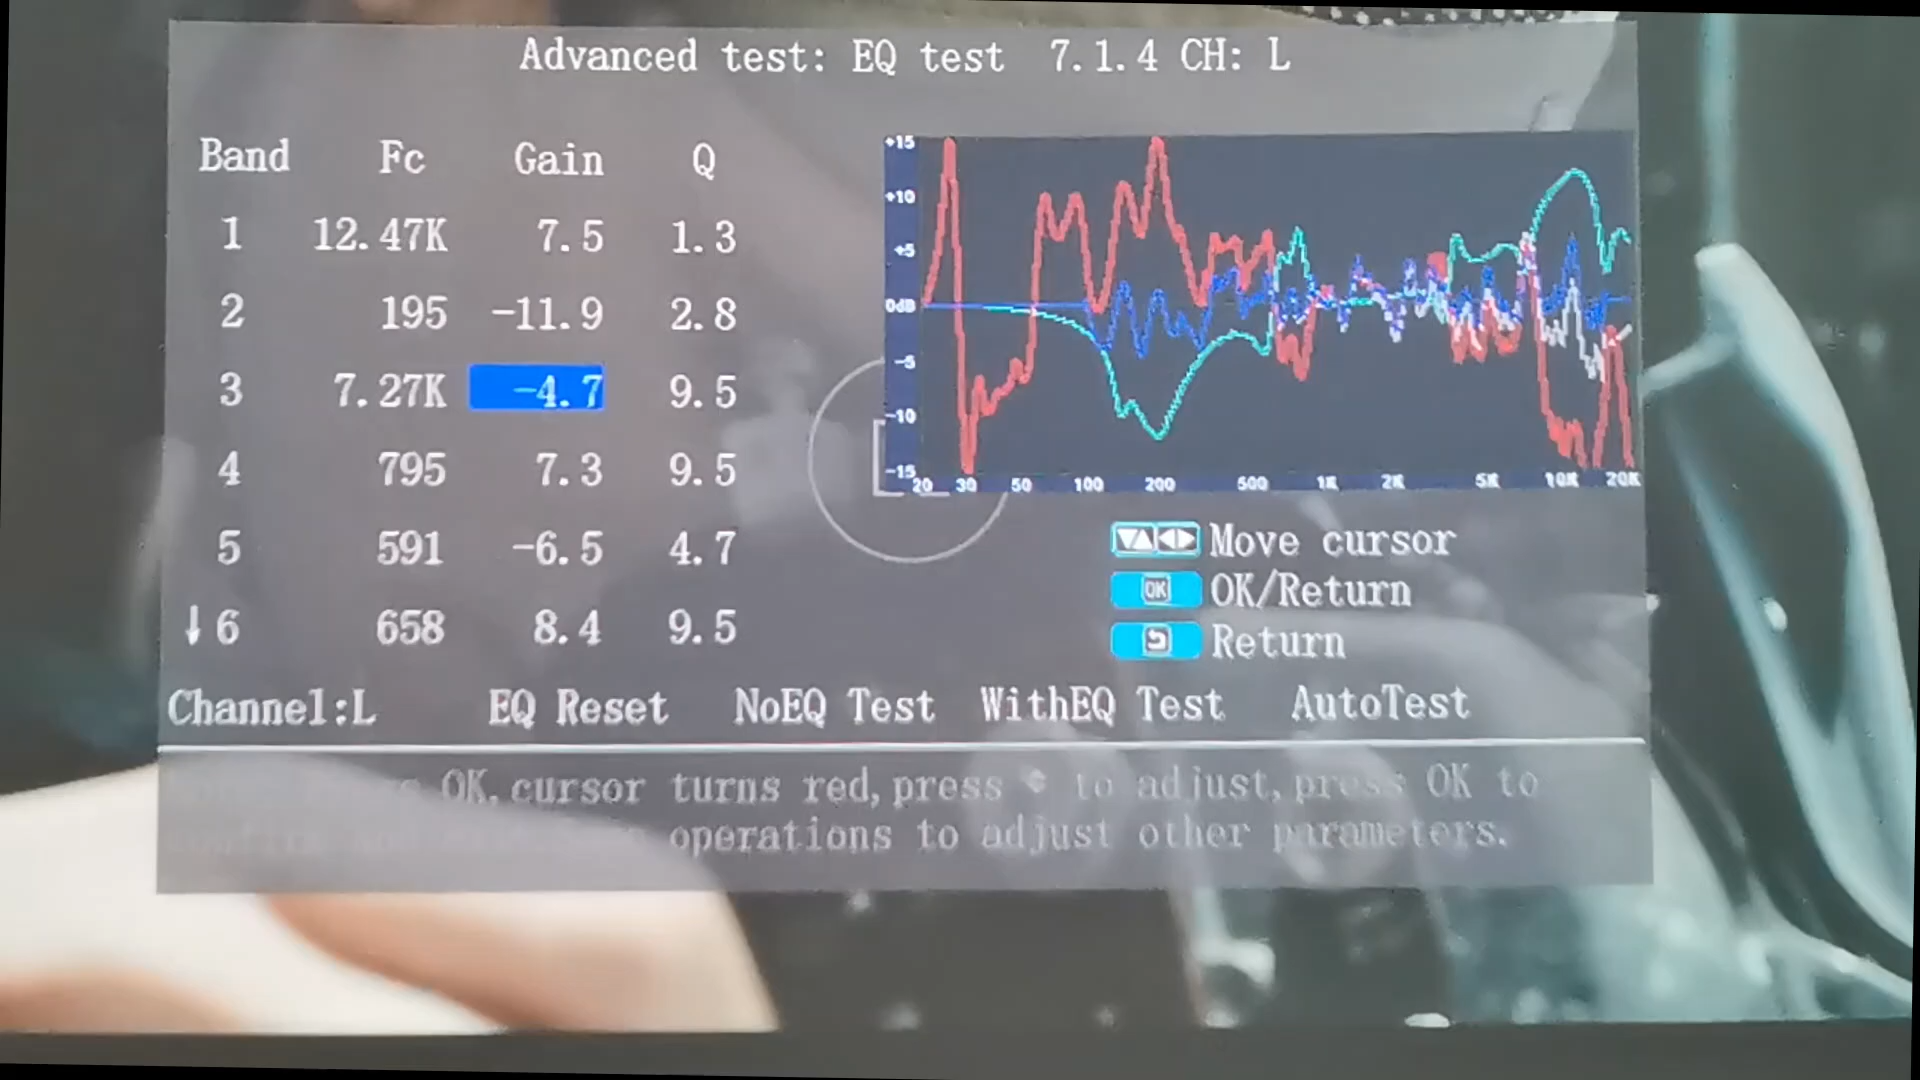 Advanced test: EQ test 7.1.4 CH: L
Band Fc Gain Q
1 12.47K 7.5 1.3
2 195 -11.9 2.8
3 7.27K -4.7 9.5
4 795 7.3 9.5
5 591 -6.5 4.7
↓6 658 8.4 9.5
+15
+10
+5
0dB
-5
-10
-15
20 30 50 100 200 500 1K 2K 5K 10K 20K
▼▲◀▶ Move cursor
OK OK/Return
Return
Channel:L EQ Reset NoEQ Test WithEQ Test AutoTest
OK, cursor turns red, press to adjust, press OK to
operations to adjust other parameters.